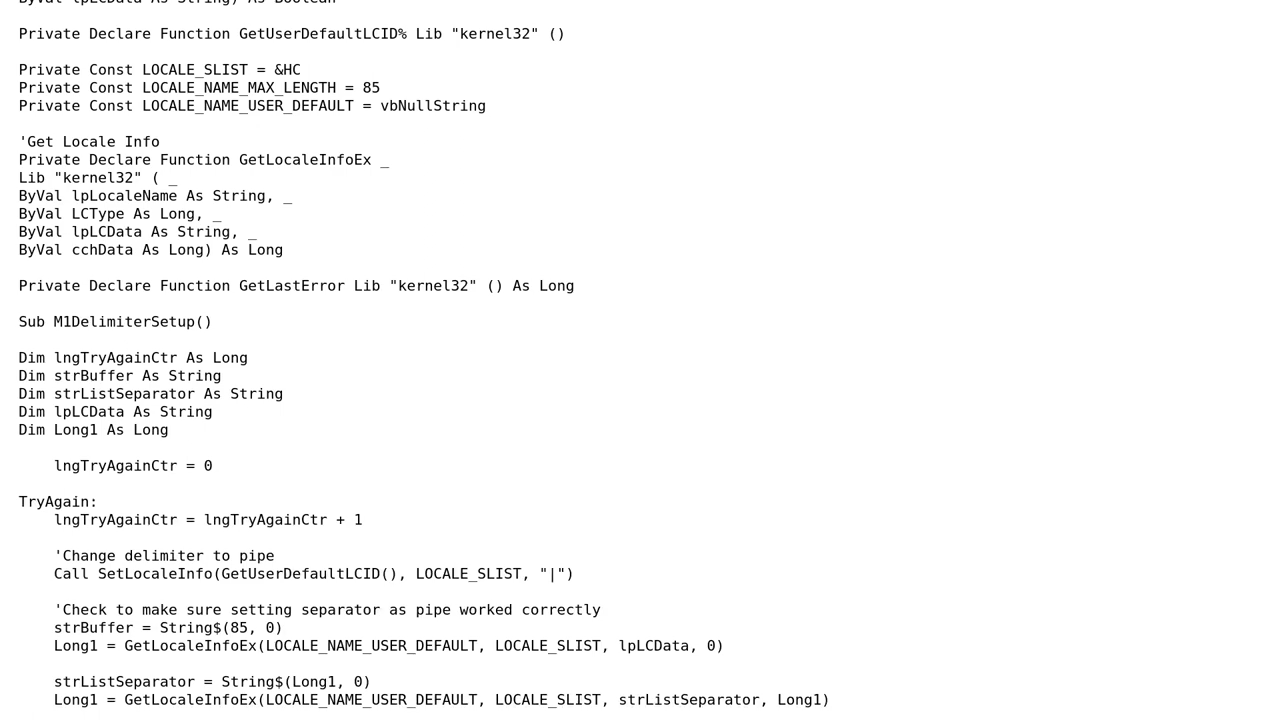 ByVal lpLCData As String) As Boolean
Private Declare Function GetUserDefaultLCID% Lib "kernel32" ()
Private Const LOCALE_SLIST = &HC
Private Const LOCALE_NAME_MAX_LENGTH = 85
Private Const LOCALE_NAME_USER_DEFAULT = vbNullString
'Get Locale Info
Private Declare Function GetLocaleInfoEx _
Lib "kernel32" ( _
ByVal lpLocaleName As String, _
ByVal LCType As Long, _
ByVal lpLCData As String, _
ByVal cchData As Long) As Long
Private Declare Function GetLastError Lib "kernel32" () As Long
Sub M1DelimiterSetup()
Dim lngTryAgainCtr As Long
Dim strBuffer As String
Dim strListSeparator As String
Dim lpLCData As String
Dim Long1 As Long
lngTryAgainCtr = 0
TryAgain:
lngTryAgainCtr = lngTryAgainCtr + 1
'Change delimiter to pipe
Call SetLocaleInfo(GetUserDefaultLCID(), LOCALE_SLIST, "|")
'Check to make sure setting separator as pipe worked correctly
strBuffer = String$(85, 0)
Long1 = GetLocaleInfoEx(LOCALE_NAME_USER_DEFAULT, LOCALE_SLIST, lpLCData, 0)
strListSeparator = String$(Long1, 0)
Long1 = GetLocaleInfoEx(LOCALE_NAME_USER_DEFAULT, LOCALE_SLIST, strListSeparator, Long1)